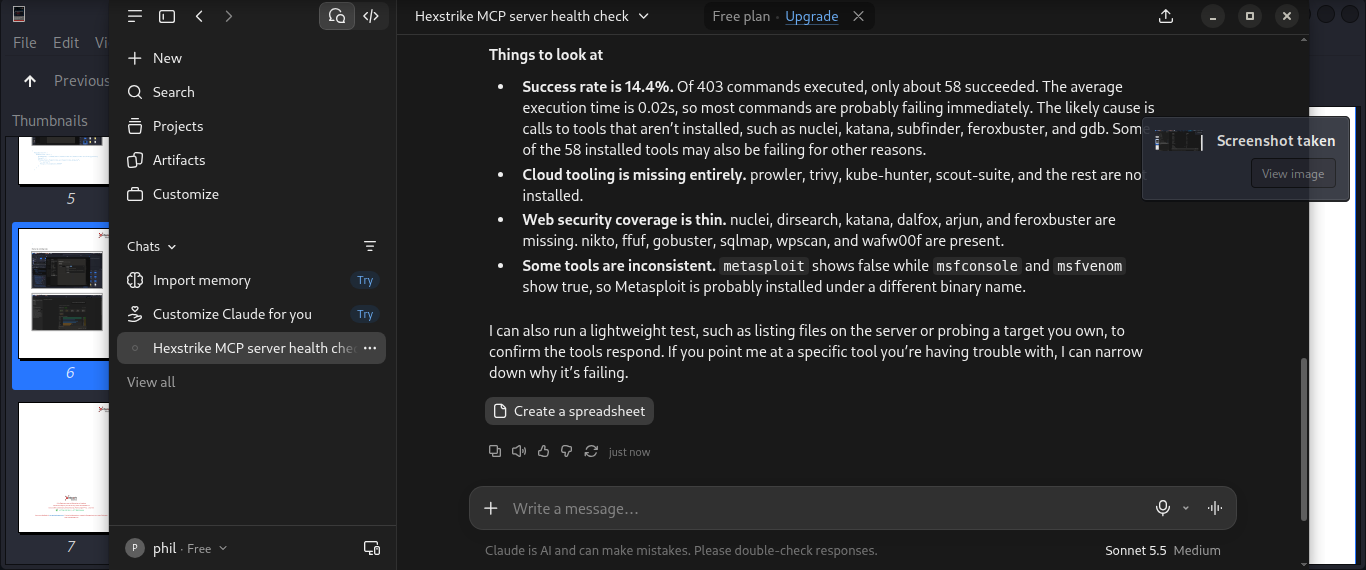 Hexstrike MCP server health check
Free plan · Upgrade
File Edit Vi
Previous
Thumbnails
5
6
7
New
Search
Projects
Artifacts
Customize
Chats
Import memory
Try
Customize Claude for you
Try
Hexstrike MCP server health che
View all
P phil · Free
Things to look at
• Success rate is 14.4%. Of 403 commands executed, only about 58 succeeded. The average
execution time is 0.02s, so most commands are probably failing immediately. The likely cause is
calls to tools that aren’t installed, such as nuclei, katana, subfinder, feroxbuster, and gdb. Som
of the 58 installed tools may also be failing for other reasons.
• Cloud tooling is missing entirely. prowler, trivy, kube-hunter, scout-suite, and the rest are no
installed.
• Web security coverage is thin. nuclei, dirsearch, katana, dalfox, arjun, and feroxbuster are
missing. nikto, ffuf, gobuster, sqlmap, wpscan, and wafw00f are present.
• Some tools are inconsistent. metasploit shows false while msfconsole and msfvenom
show true, so Metasploit is probably installed under a different binary name.
I can also run a lightweight test, such as listing files on the server or probing a target you own, to
confirm the tools respond. If you point me at a specific tool you’re having trouble with, I can narrow
down why it’s failing.
Create a spreadsheet
just now
Write a message…
Claude is AI and can make mistakes. Please double-check responses.
Sonnet 5.5 Medium
Screenshot taken
View image